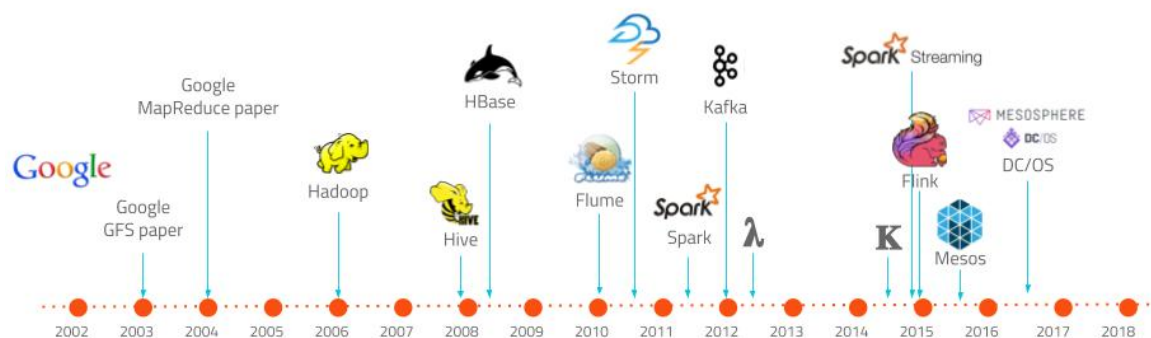 Google
Google
GFS paper
Google
MapReduce paper
Hadoop
HIVE
Hive
HBase
Flume
Storm
Spark
Spark
Kafka
λ
K
Spark Streaming
Flink
Mesos
MESOSPHERE
DC/OS
DC/OS
2002 2003 2004 2005 2006 2007 2008 2009 2010 2011 2012 2013 2014 2015 2016 2017 2018